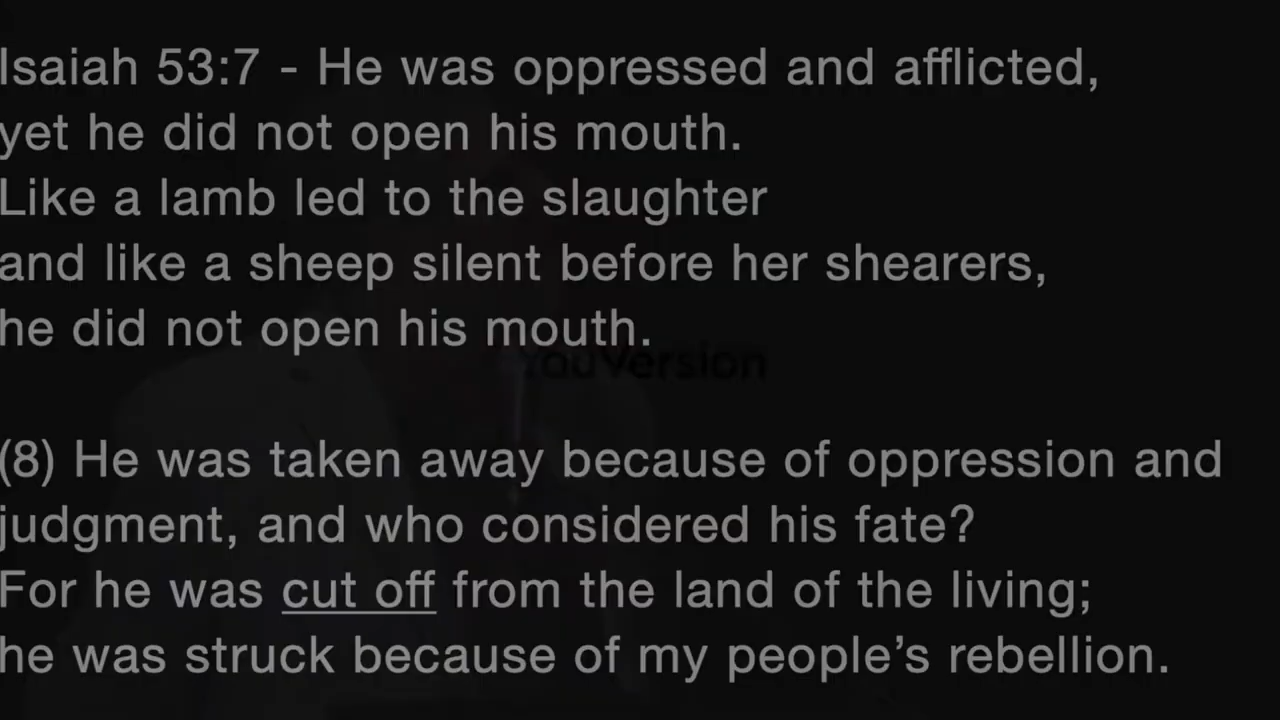 Isaiah 53:7 - He was oppressed and afflicted,
yet he did not open his mouth.
Like a lamb led to the slaughter
and like a sheep silent before her shearers,
he did not open his mouth.
YouVersion
(8) He was taken away because of oppression and
judgment, and who considered his fate?
For he was cut off from the land of the living;
he was struck because of my people’s rebellion.